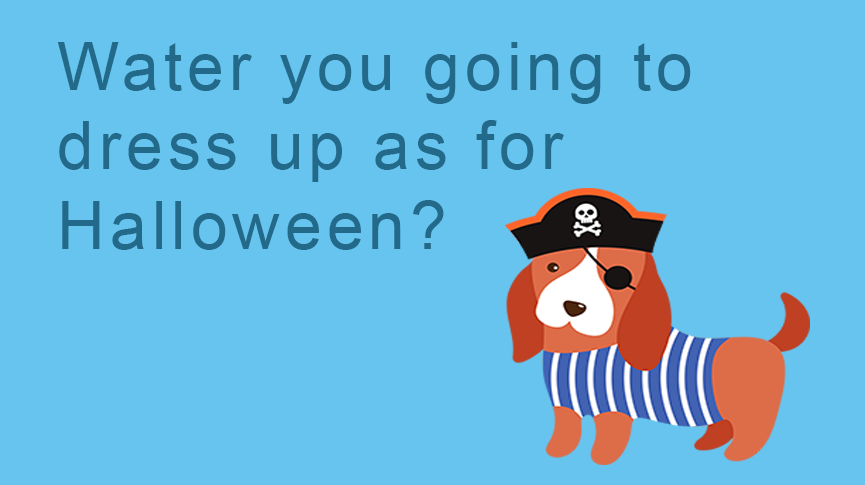 Water you going to
dress up as for
Halloween?